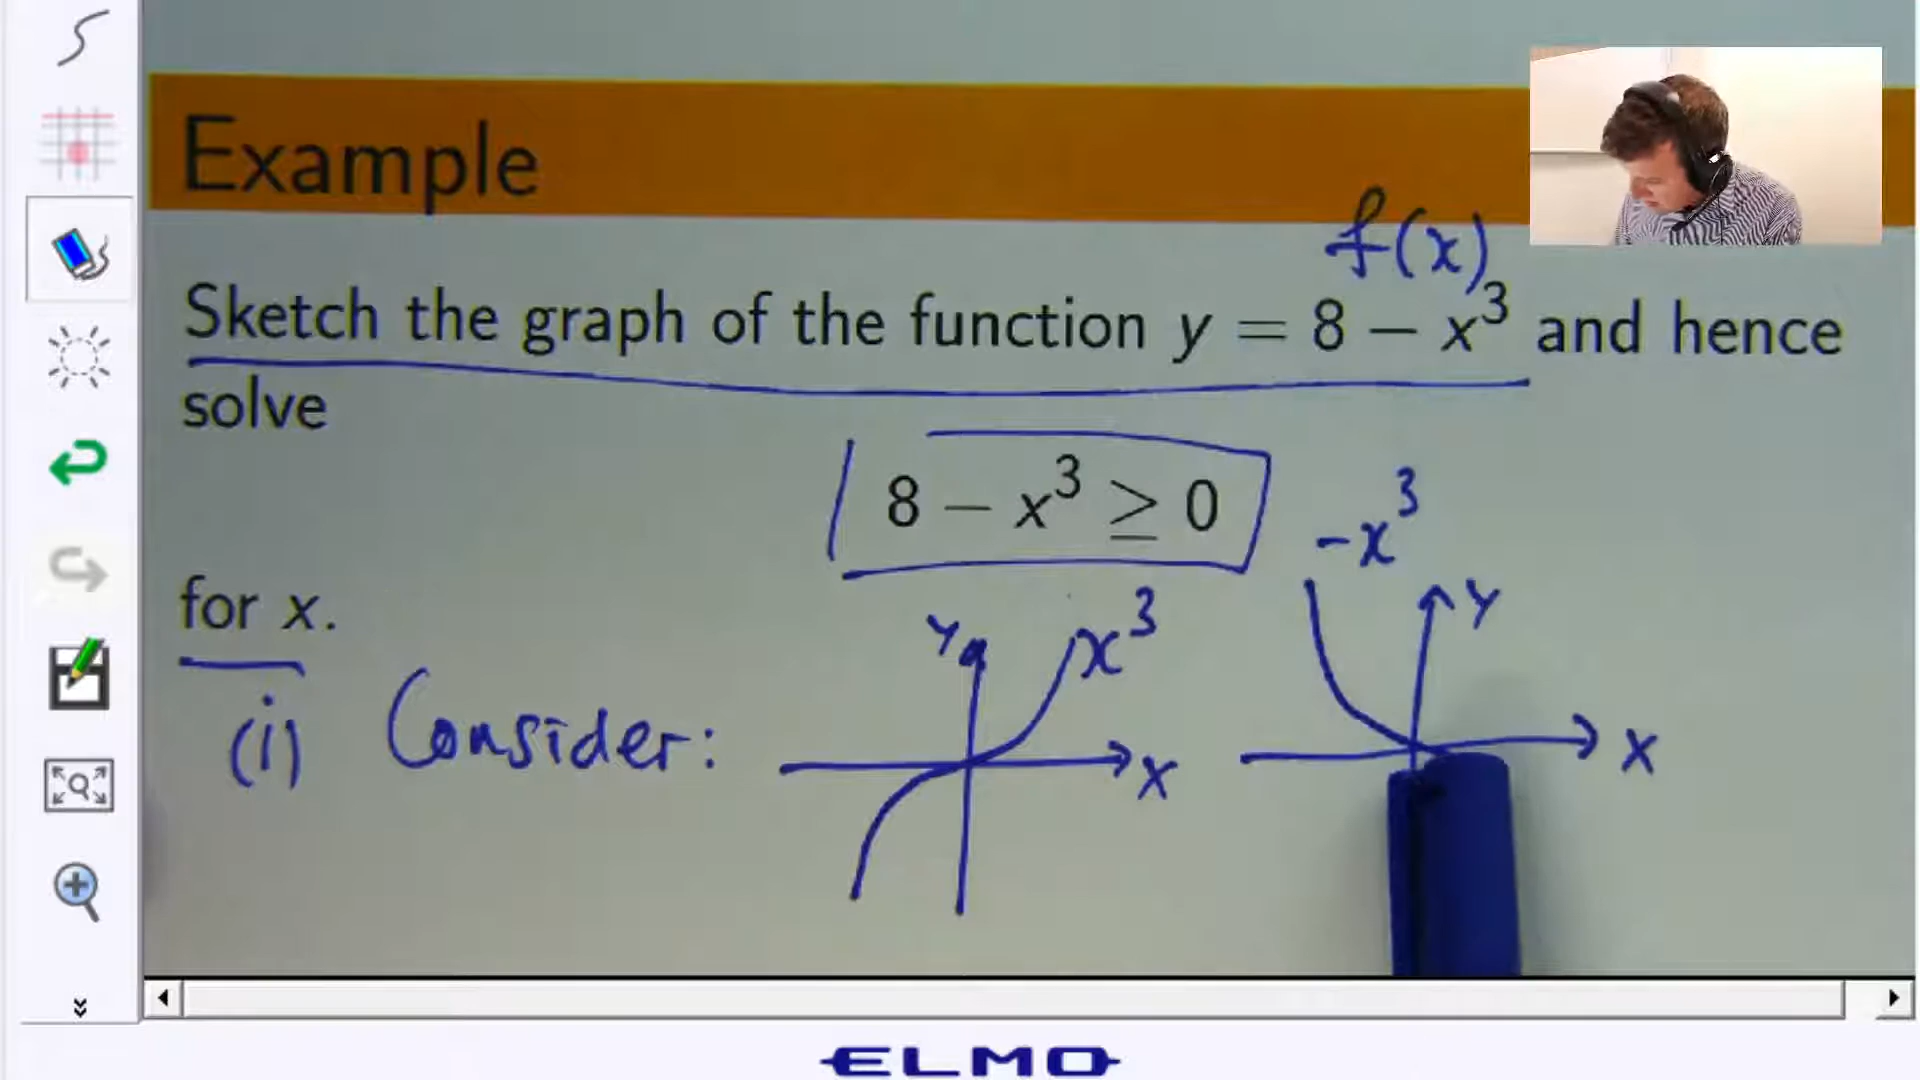 Example
f(x)
Sketch the graph of the function y = 8 − x³ and hence
solve
8 − x³ ≥ 0
-x³
for x.
y x³ y
(i) Consider: x x
ELMO